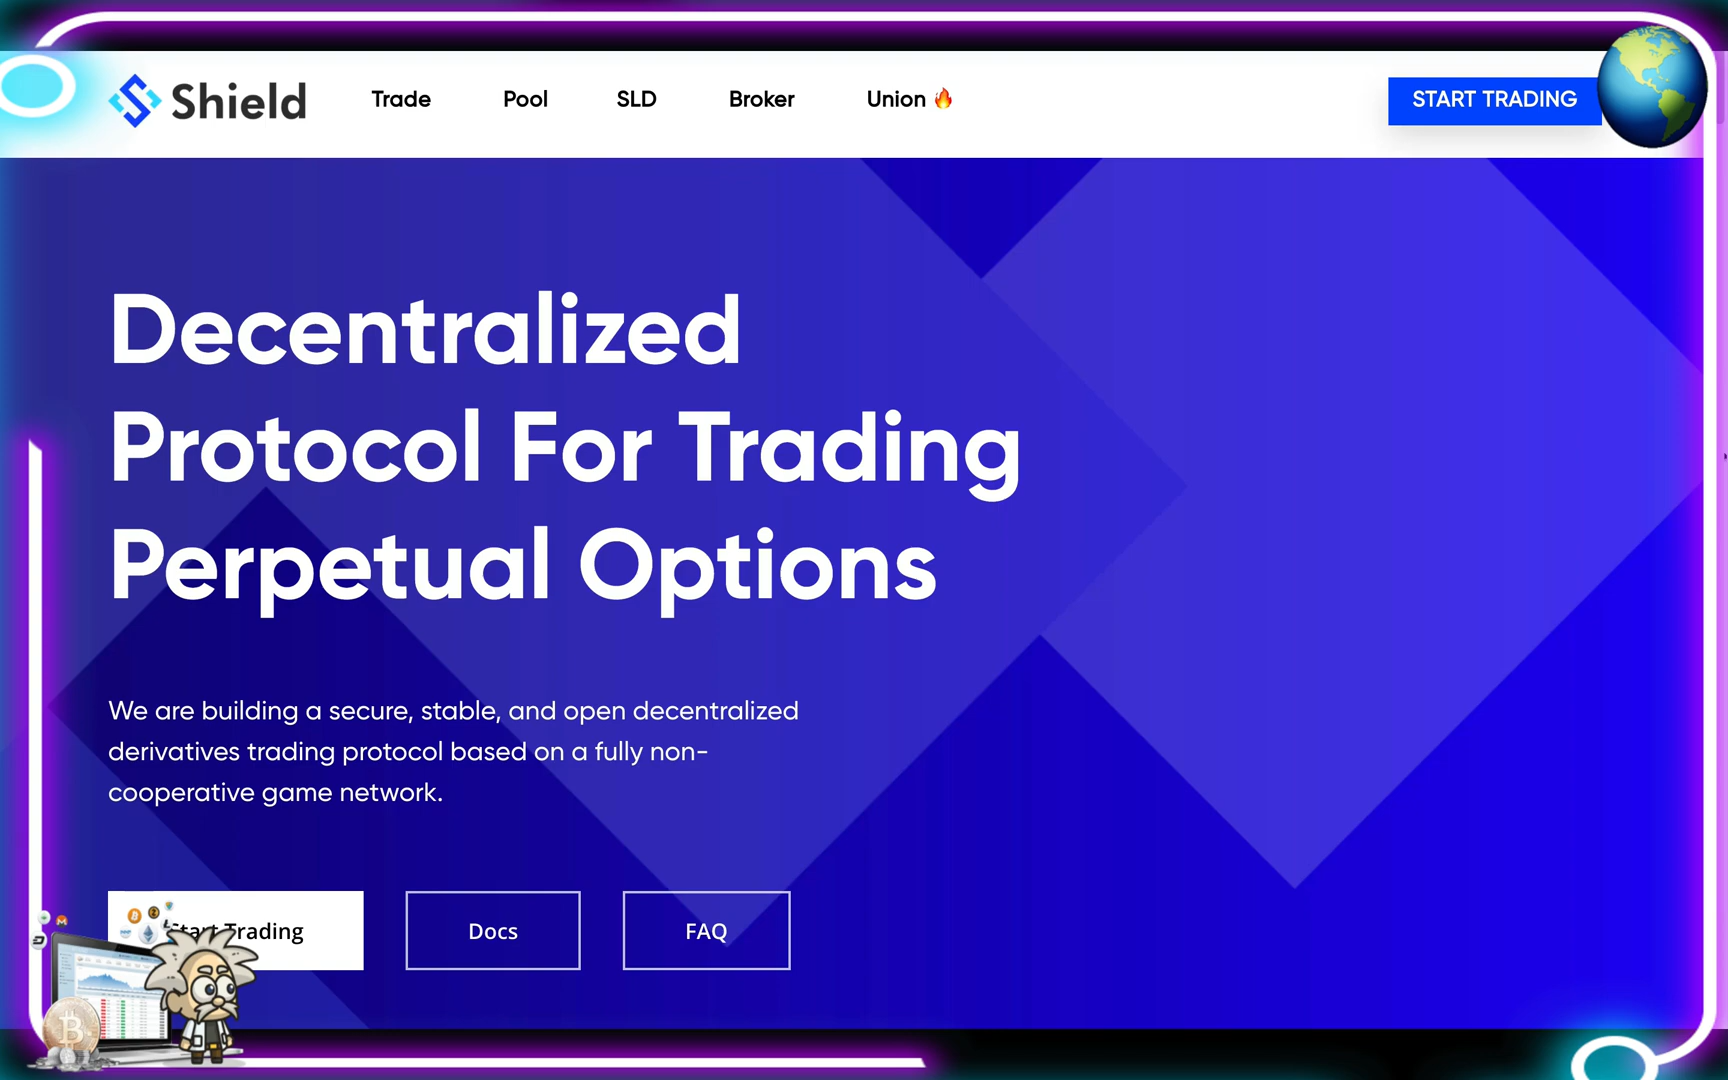 Shield
Trade
Pool
SLD
Broker
Union 🔥
START TRADING
Decentralized
Protocol For Trading
Perpetual Options
We are building a secure, stable, and open decentralized
derivatives trading protocol based on a fully non-
cooperative game network.
Start Trading
Docs
FAQ